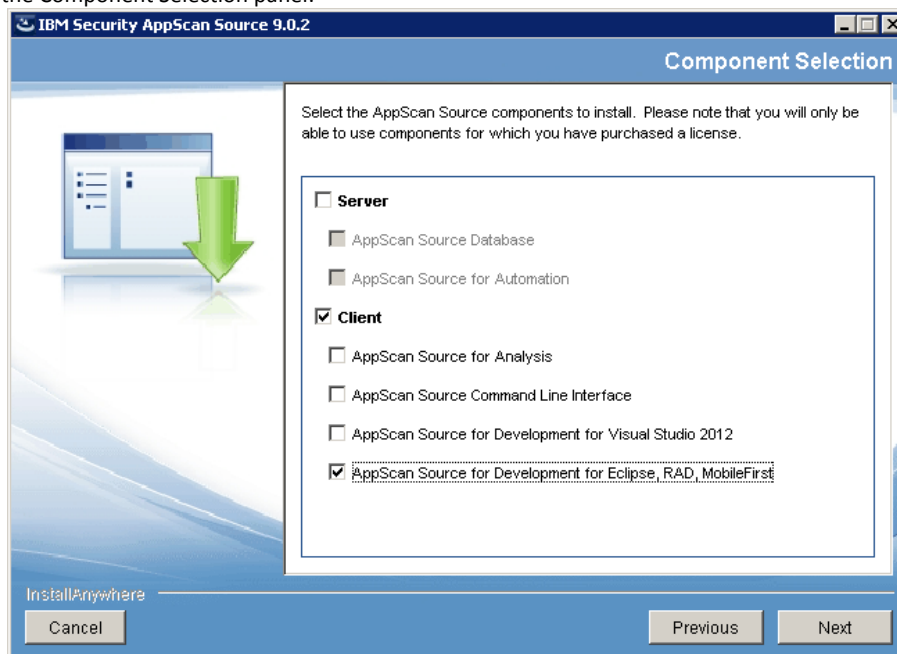 the Component Selection panel.
IBM Security AppScan Source 9.0.2
Component Selection
Select the AppScan Source components to install. Please note that you will only be
able to use components for which you have purchased a license.
Server
AppScan Source Database
AppScan Source for Automation
Client
AppScan Source for Analysis
AppScan Source Command Line Interface
AppScan Source for Development for Visual Studio 2012
AppScan Source for Development for Eclipse, RAD, MobileFirst
InstallAnywhere
Cancel
Previous
Next